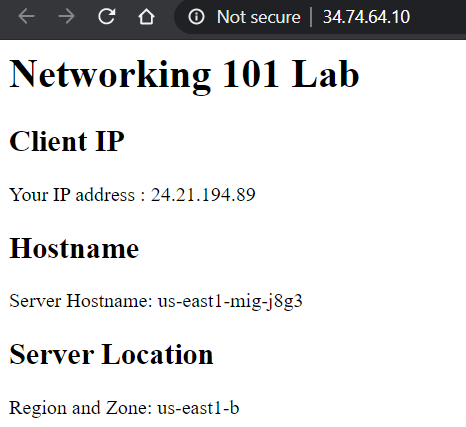 Not secure | 34.74.64.10
Networking 101 Lab
Client IP
Your IP address : 24.21.194.89
Hostname
Server Hostname: us-east1-mig-j8g3
Server Location
Region and Zone: us-east1-b